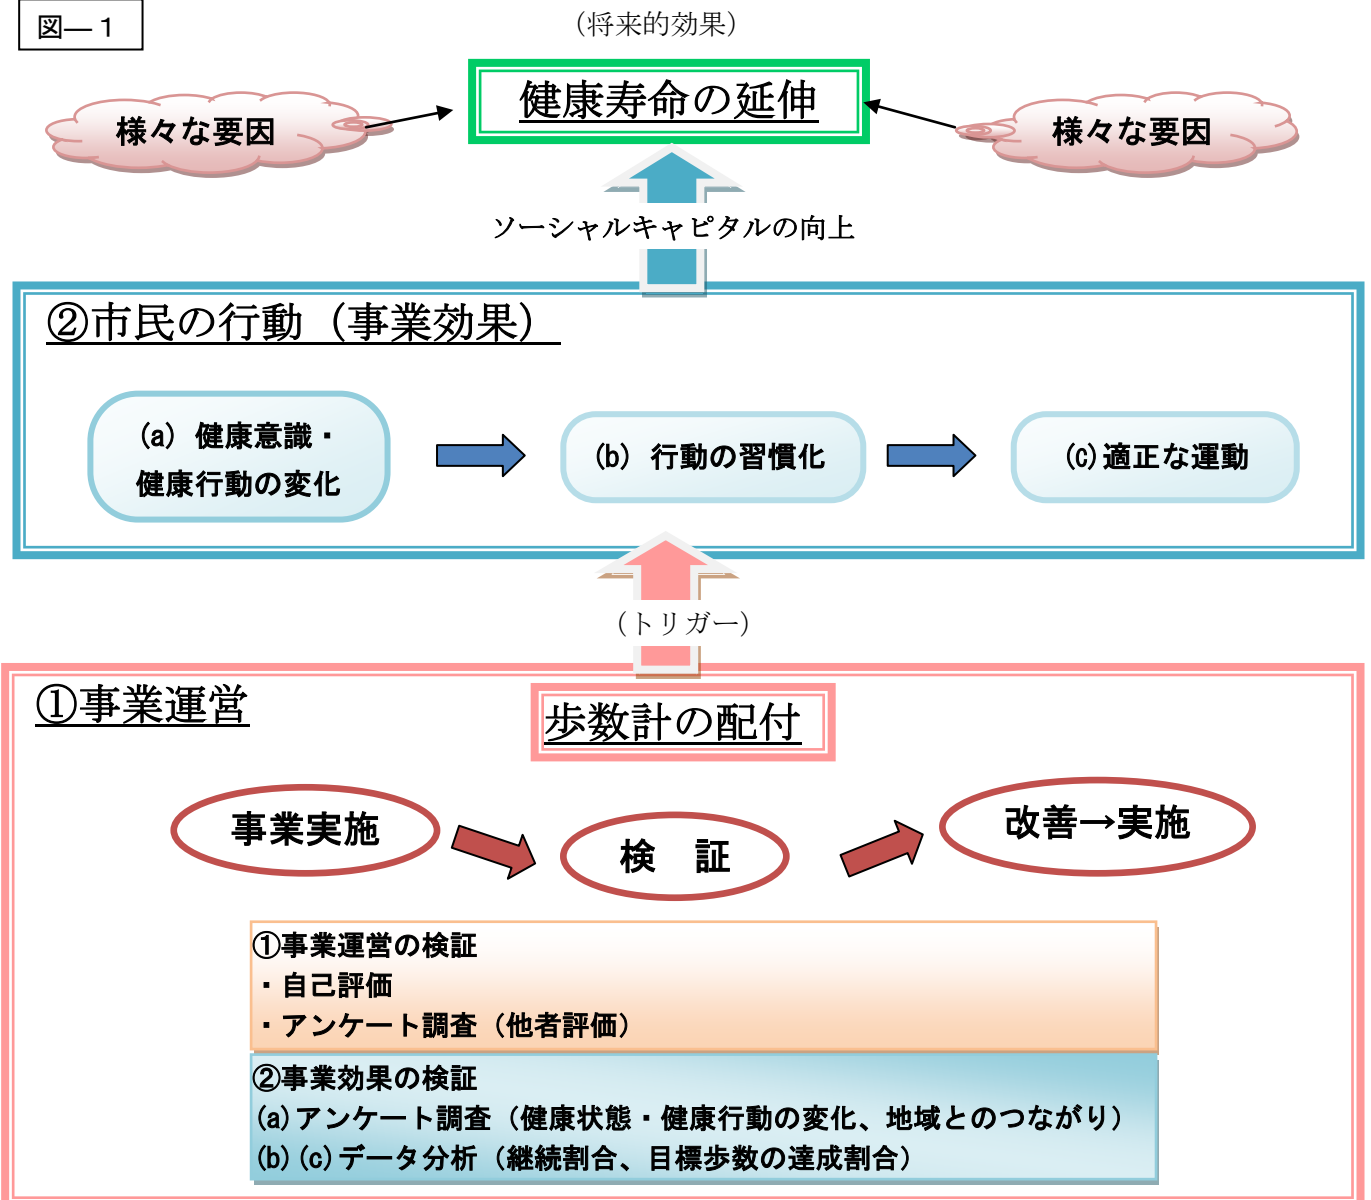 図―１
（将来的効果）
健康寿命の延伸
様々な要因
様々な要因
ソーシャルキャピタルの向上
②市民の行動（事業効果）
(a) 健康意識・
健康行動の変化
(b) 行動の習慣化
(c)適正な運動
（トリガー）
①事業運営
歩数計の配付
事業実施
検　証
改善→実施
①事業運営の検証
・自己評価
・アンケート調査（他者評価）
②事業効果の検証
(a)アンケート調査（健康状態・健康行動の変化、地域とのつながり）
(b)(c)データ分析（継続割合、目標歩数の達成割合）